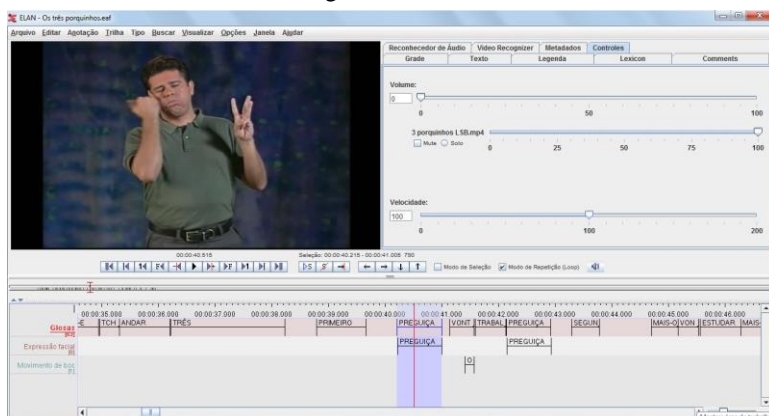 ELAN - Os três porquinhos.eaf
Arquivo Editar Agotação Trilha Tipo Buscar Visualizar Opções Janela Ajudar
Reconhecedor de Áudio Video Recognizer Metadados Controles
Grade Texto Legenda Lexicon Comments
Volume:
0
0 50 100
3 porquinhos LSB.mp4
Mute Solo
0 25 50 75 100
Velocidade:
100
0 100 200
00:00:40.515
Seleção: 00:00:40.215 - 00:00:41.005 790
Modo de Seleção Modo de Repetição (Loop)
00:00:35.000 00:00:36.000 00:00:37.000 00:00:38.000 00:00:39.000 00:00:40.000 00:00:41.000 00:00:42.000 00:00:43.000 00:00:44.000 00:00:45.000 00:00:46.000
Glosas
-E TCH ANDAR TRÊS PRIMEIRO PREGUIÇA VONT TRABAL PREGUIÇA SEGUN MAIS-O VON ESTUDAR MAIS-
Expressão facial
PREGUIÇA PREGUIÇA
Movimento de boc
O